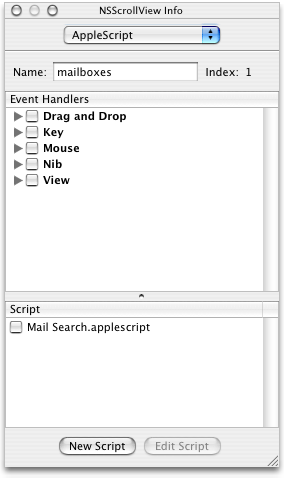 NSScrollView Info
AppleScript
Name: mailboxes Index: 1
Event Handlers
Drag and Drop
Key
Mouse
Nib
View
Script
Mail Search.applescript
New Script Edit Script